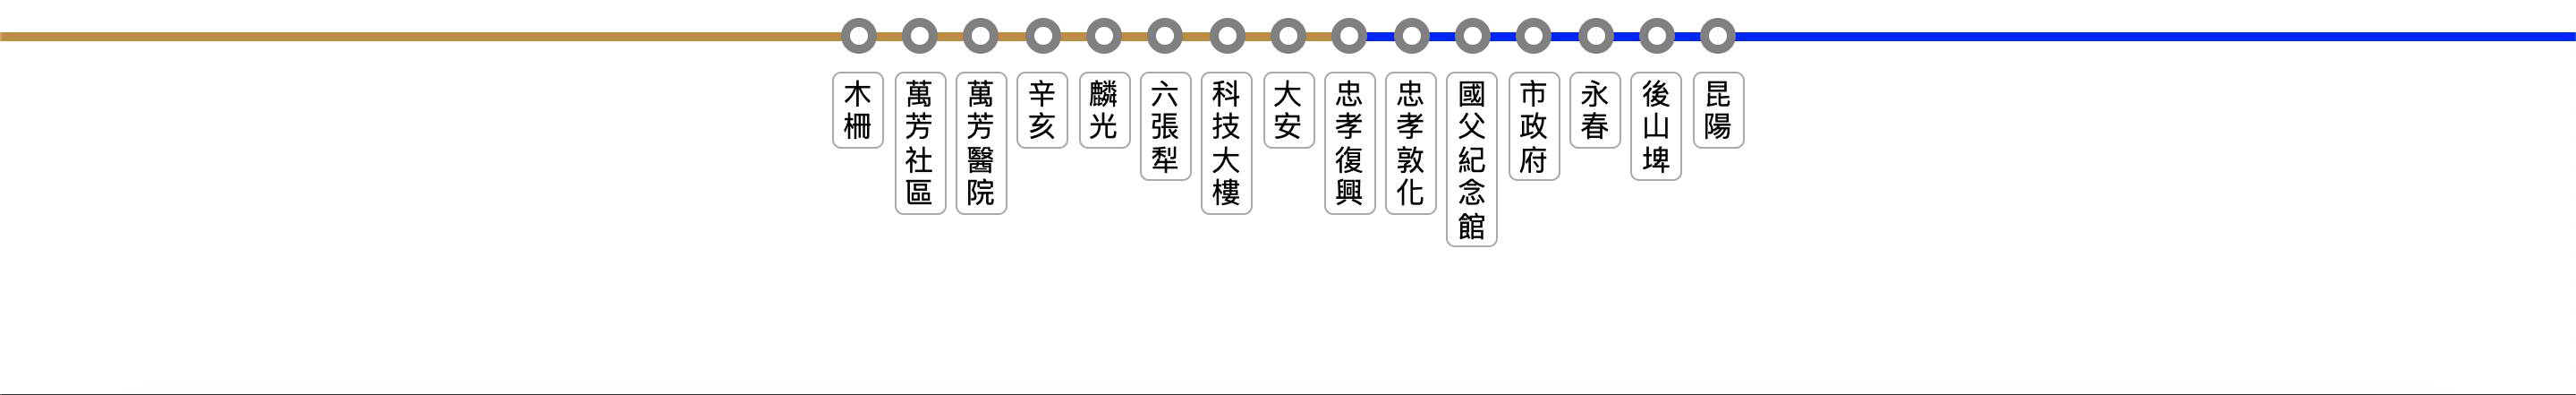 木柵
萬芳社區
萬芳醫院
辛亥
麟光
六張犁
科技大樓
大安
忠孝復興
忠孝敦化
國父紀念館
市政府
永春
後山埤
昆陽